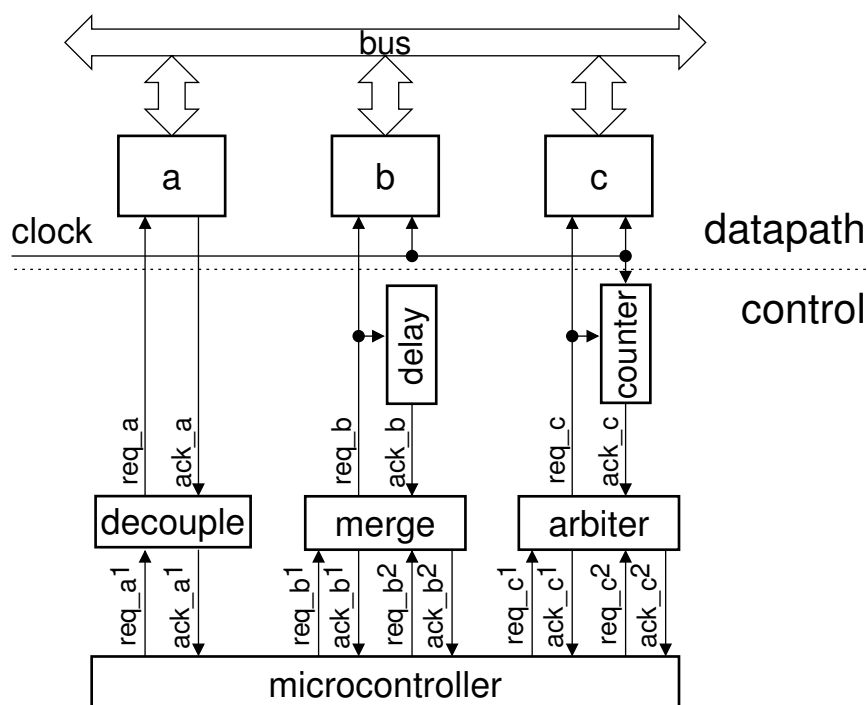 bus
a
b
c
clock
datapath
control
delay
counter
req_a
ack_a
req_b
ack_b
req_c
ack_c
decouple
merge
arbiter
req_a¹
ack_a¹
req_b¹
ack_b¹
req_b²
ack_b²
req_c¹
ack_c¹
req_c²
ack_c²
microcontroller